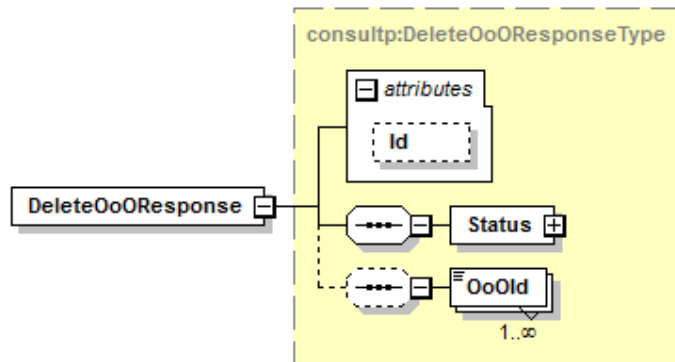 consultp:DeleteOoOResponseType
attributes
Id
DeleteOoOResponse
Status
OoOId
1..∞